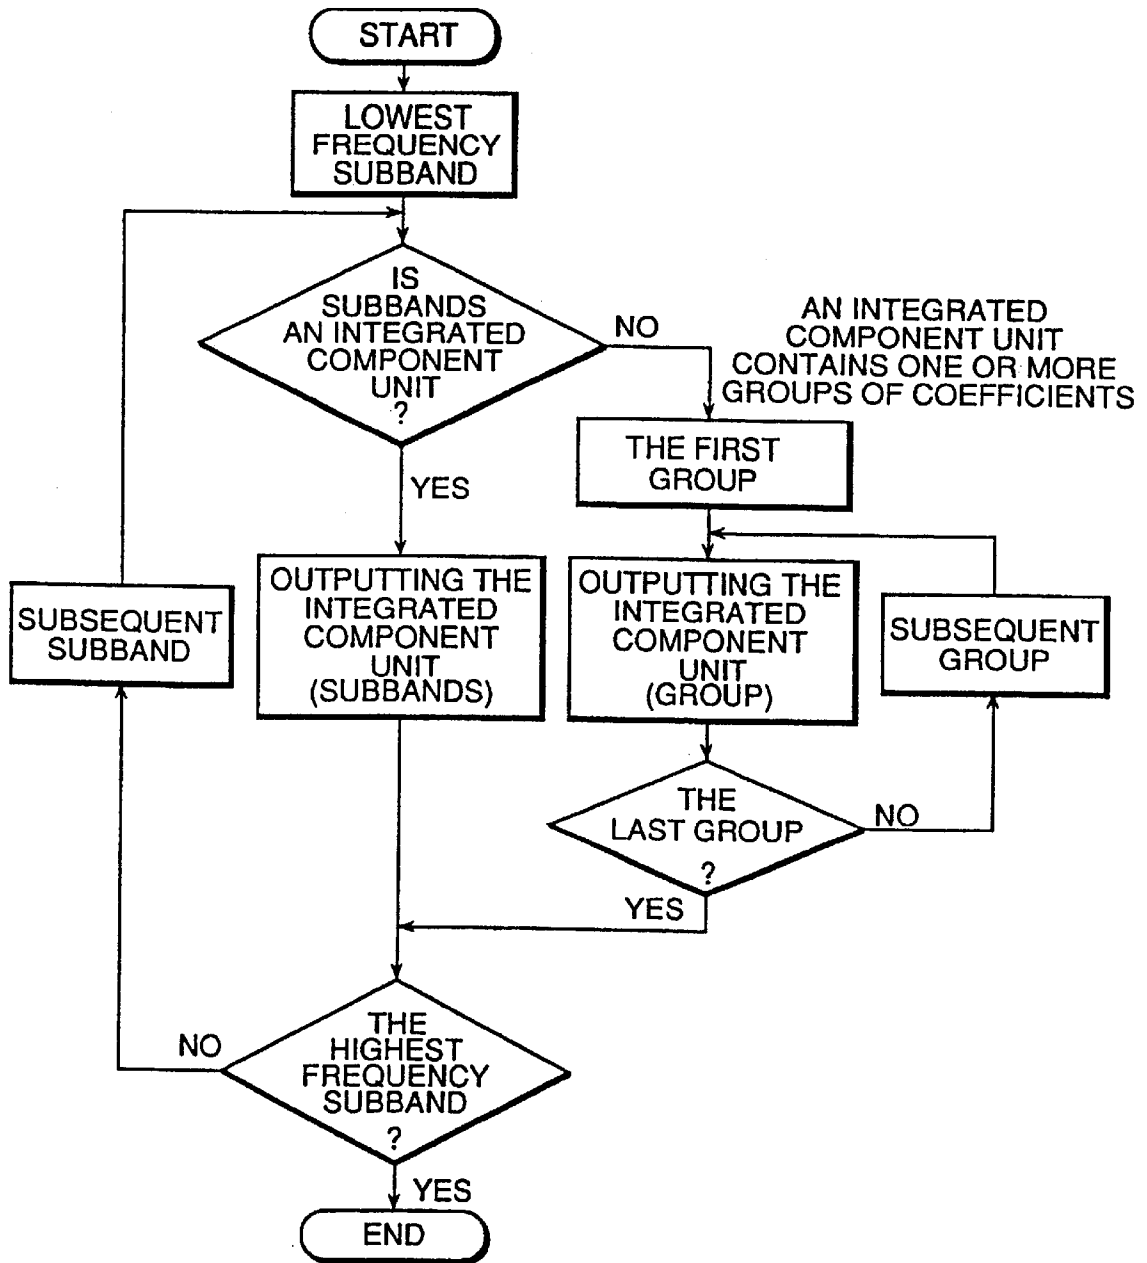 START
LOWEST
FREQUENCY
SUBBAND
IS
SUBBANDS
AN INTEGRATED
COMPONENT
UNIT
?
NO
AN INTEGRATED
COMPONENT UNIT
CONTAINS ONE OR MORE
GROUPS OF COEFFICIENTS
THE FIRST
GROUP
YES
OUTPUTTING THE
INTEGRATED
COMPONENT
UNIT
(SUBBANDS)
OUTPUTTING THE
INTEGRATED
COMPONENT
UNIT
(GROUP)
SUBSEQUENT
SUBBAND
SUBSEQUENT
GROUP
THE
LAST GROUP
?
NO
YES
THE
HIGHEST
FREQUENCY
SUBBAND
?
NO
YES
END